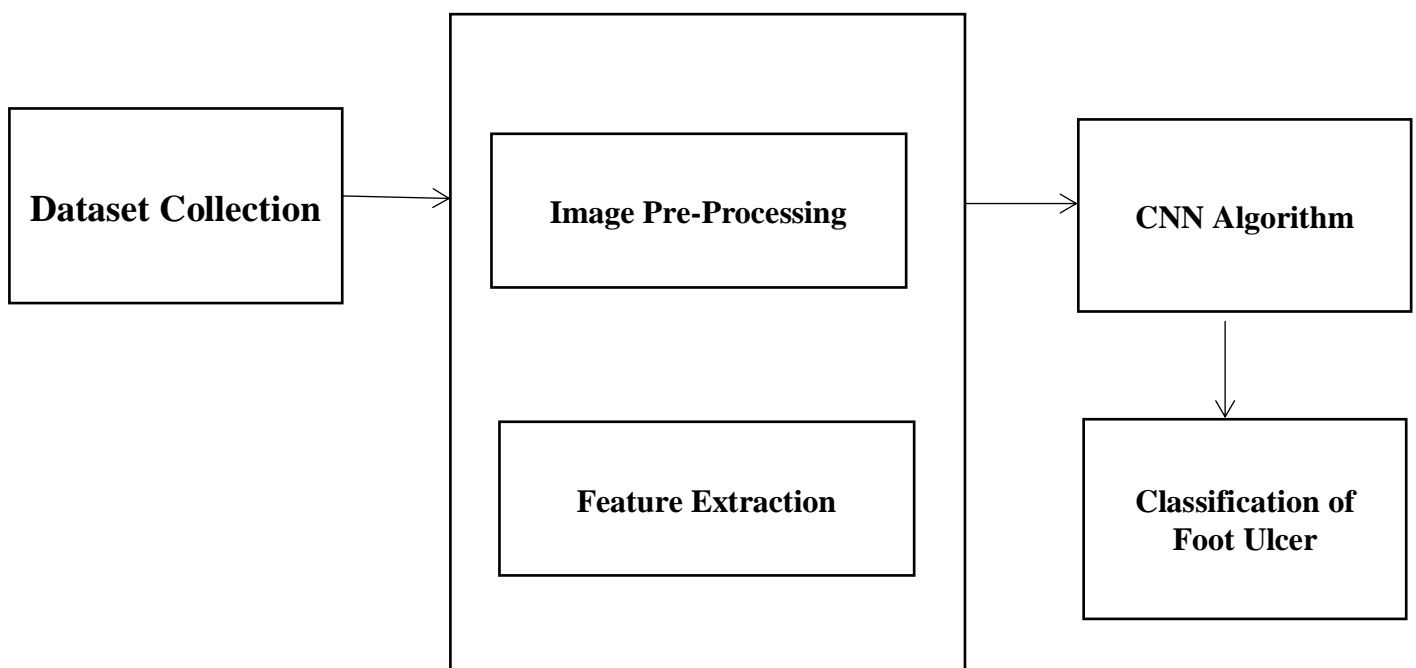 Dataset Collection
Image Pre-Processing
Feature Extraction
CNN Algorithm
Classification of
Foot Ulcer